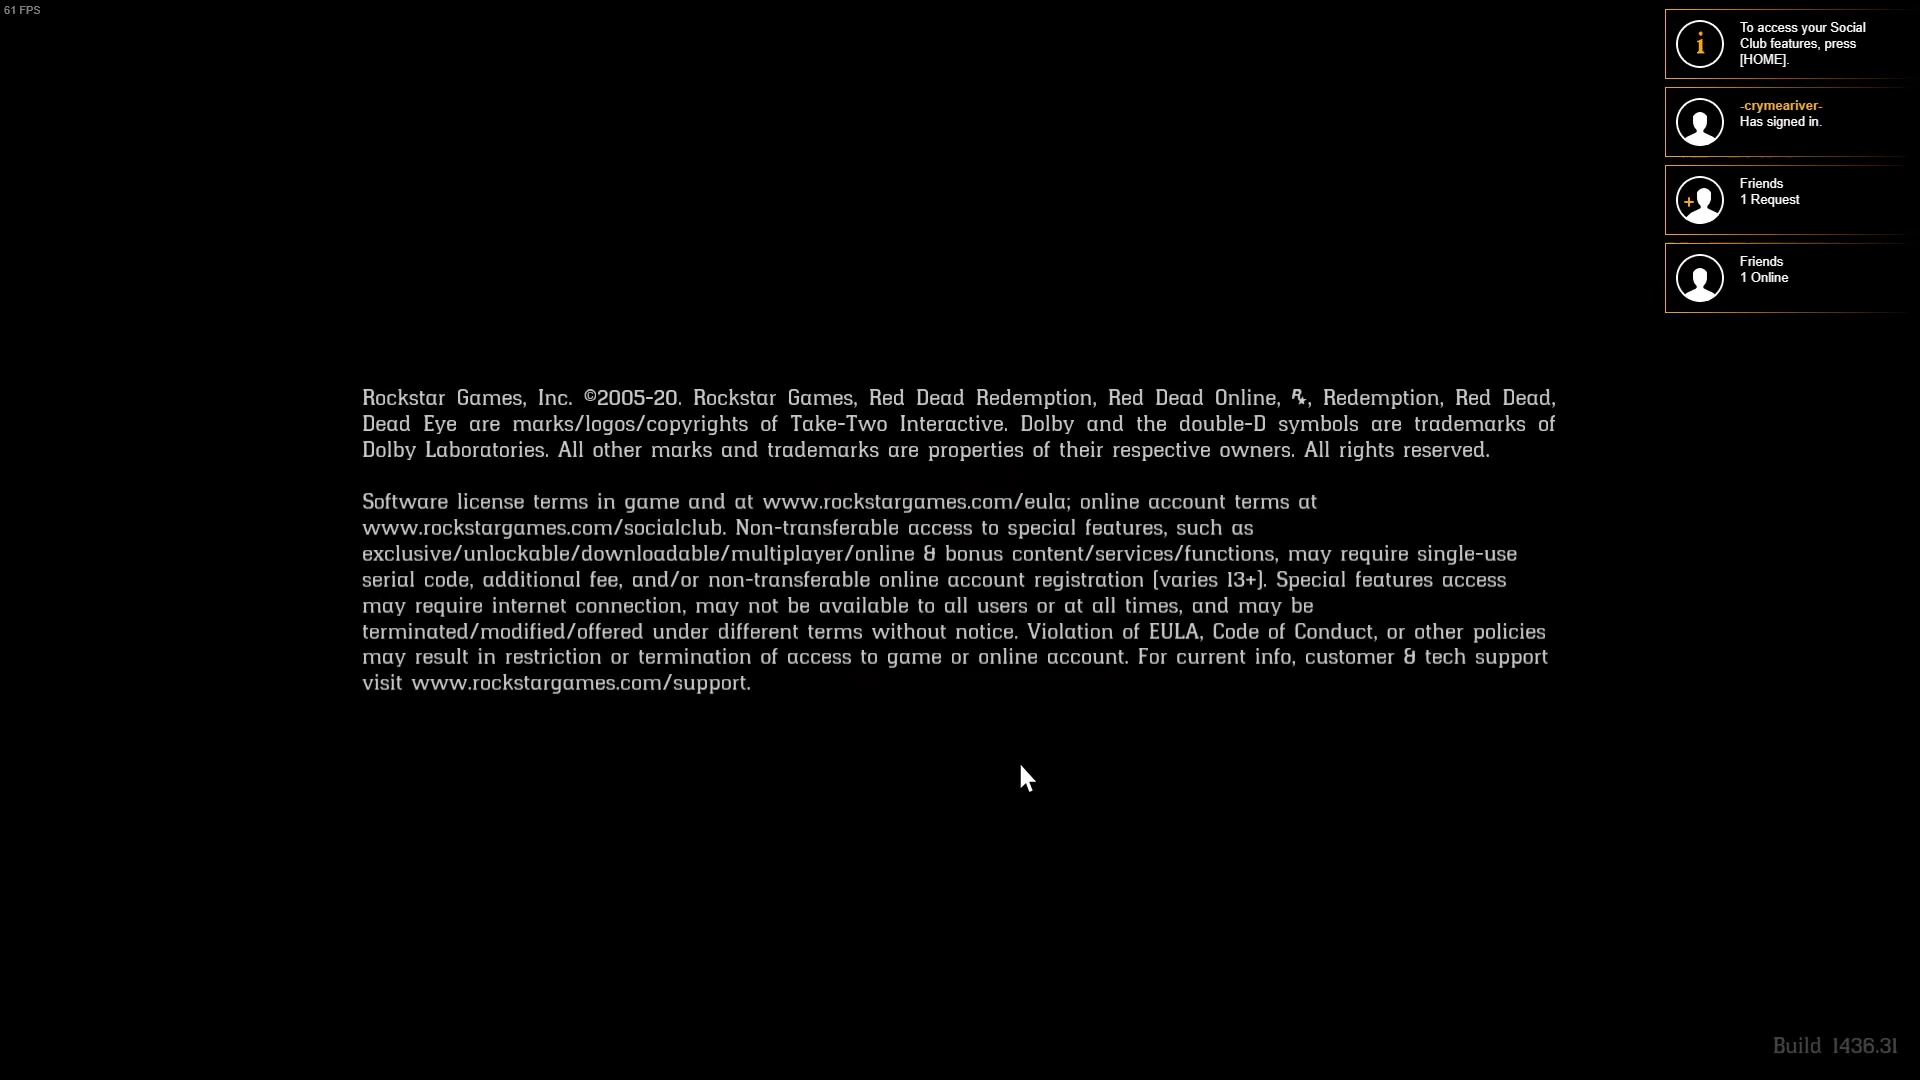 61 FPS
To access your Social
Club features, press
[HOME].
-crymeariver-
Has signed in.
Friends
1 Request
Friends
1 Online
Rockstar Games, Inc. ©2005-20. Rockstar Games, Red Dead Redemption, Red Dead Online, R★, Redemption, Red Dead,
Dead Eye are marks/logos/copyrights of Take-Two Interactive. Dolby and the double-D symbols are trademarks of
Dolby Laboratories. All other marks and trademarks are properties of their respective owners. All rights reserved.
Software license terms in game and at www.rockstargames.com/eula; online account terms at
www.rockstargames.com/socialclub. Non-transferable access to special features, such as
exclusive/unlockable/downloadable/multiplayer/online & bonus content/services/functions, may require single-use
serial code, additional fee, and/or non-transferable online account registration (varies 13+). Special features access
may require internet connection, may not be available to all users or at all times, and may be
terminated/modified/offered under different terms without notice. Violation of EULA, Code of Conduct, or other policies
may result in restriction or termination of access to game or online account. For current info, customer & tech support
visit www.rockstargames.com/support.
Build 1436.31